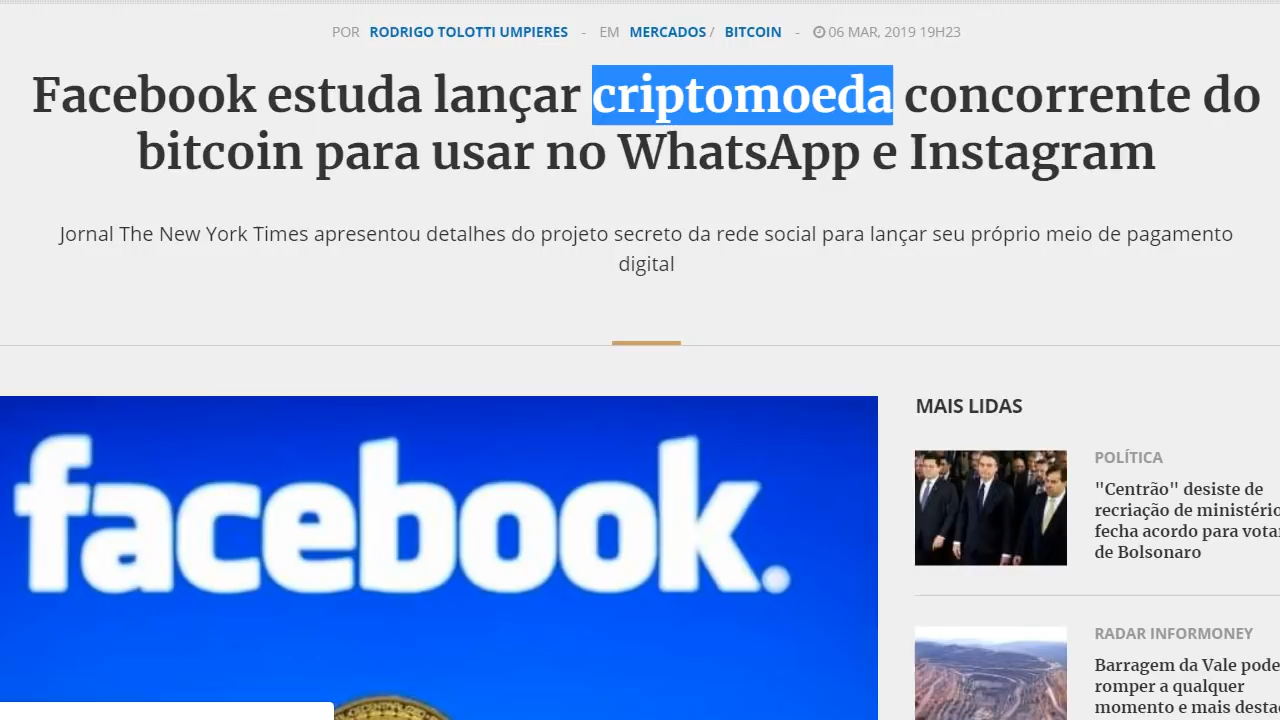 POR RODRIGO TOLOTTI UMPIERES - EM MERCADOS / BITCOIN - 06 MAR, 2019 19H23
Facebook estuda lançar criptomoeda concorrente do
bitcoin para usar no WhatsApp e Instagram
Jornal The New York Times apresentou detalhes do projeto secreto da rede social para lançar seu próprio meio de pagamento
digital
facebook.
MAIS LIDAS
POLÍTICA
"Centrão" desiste de
recriação de ministério
fecha acordo para vota
de Bolsonaro
RADAR INFOMONEY
Barragem da Vale pode
romper a qualquer
momento e mais desta